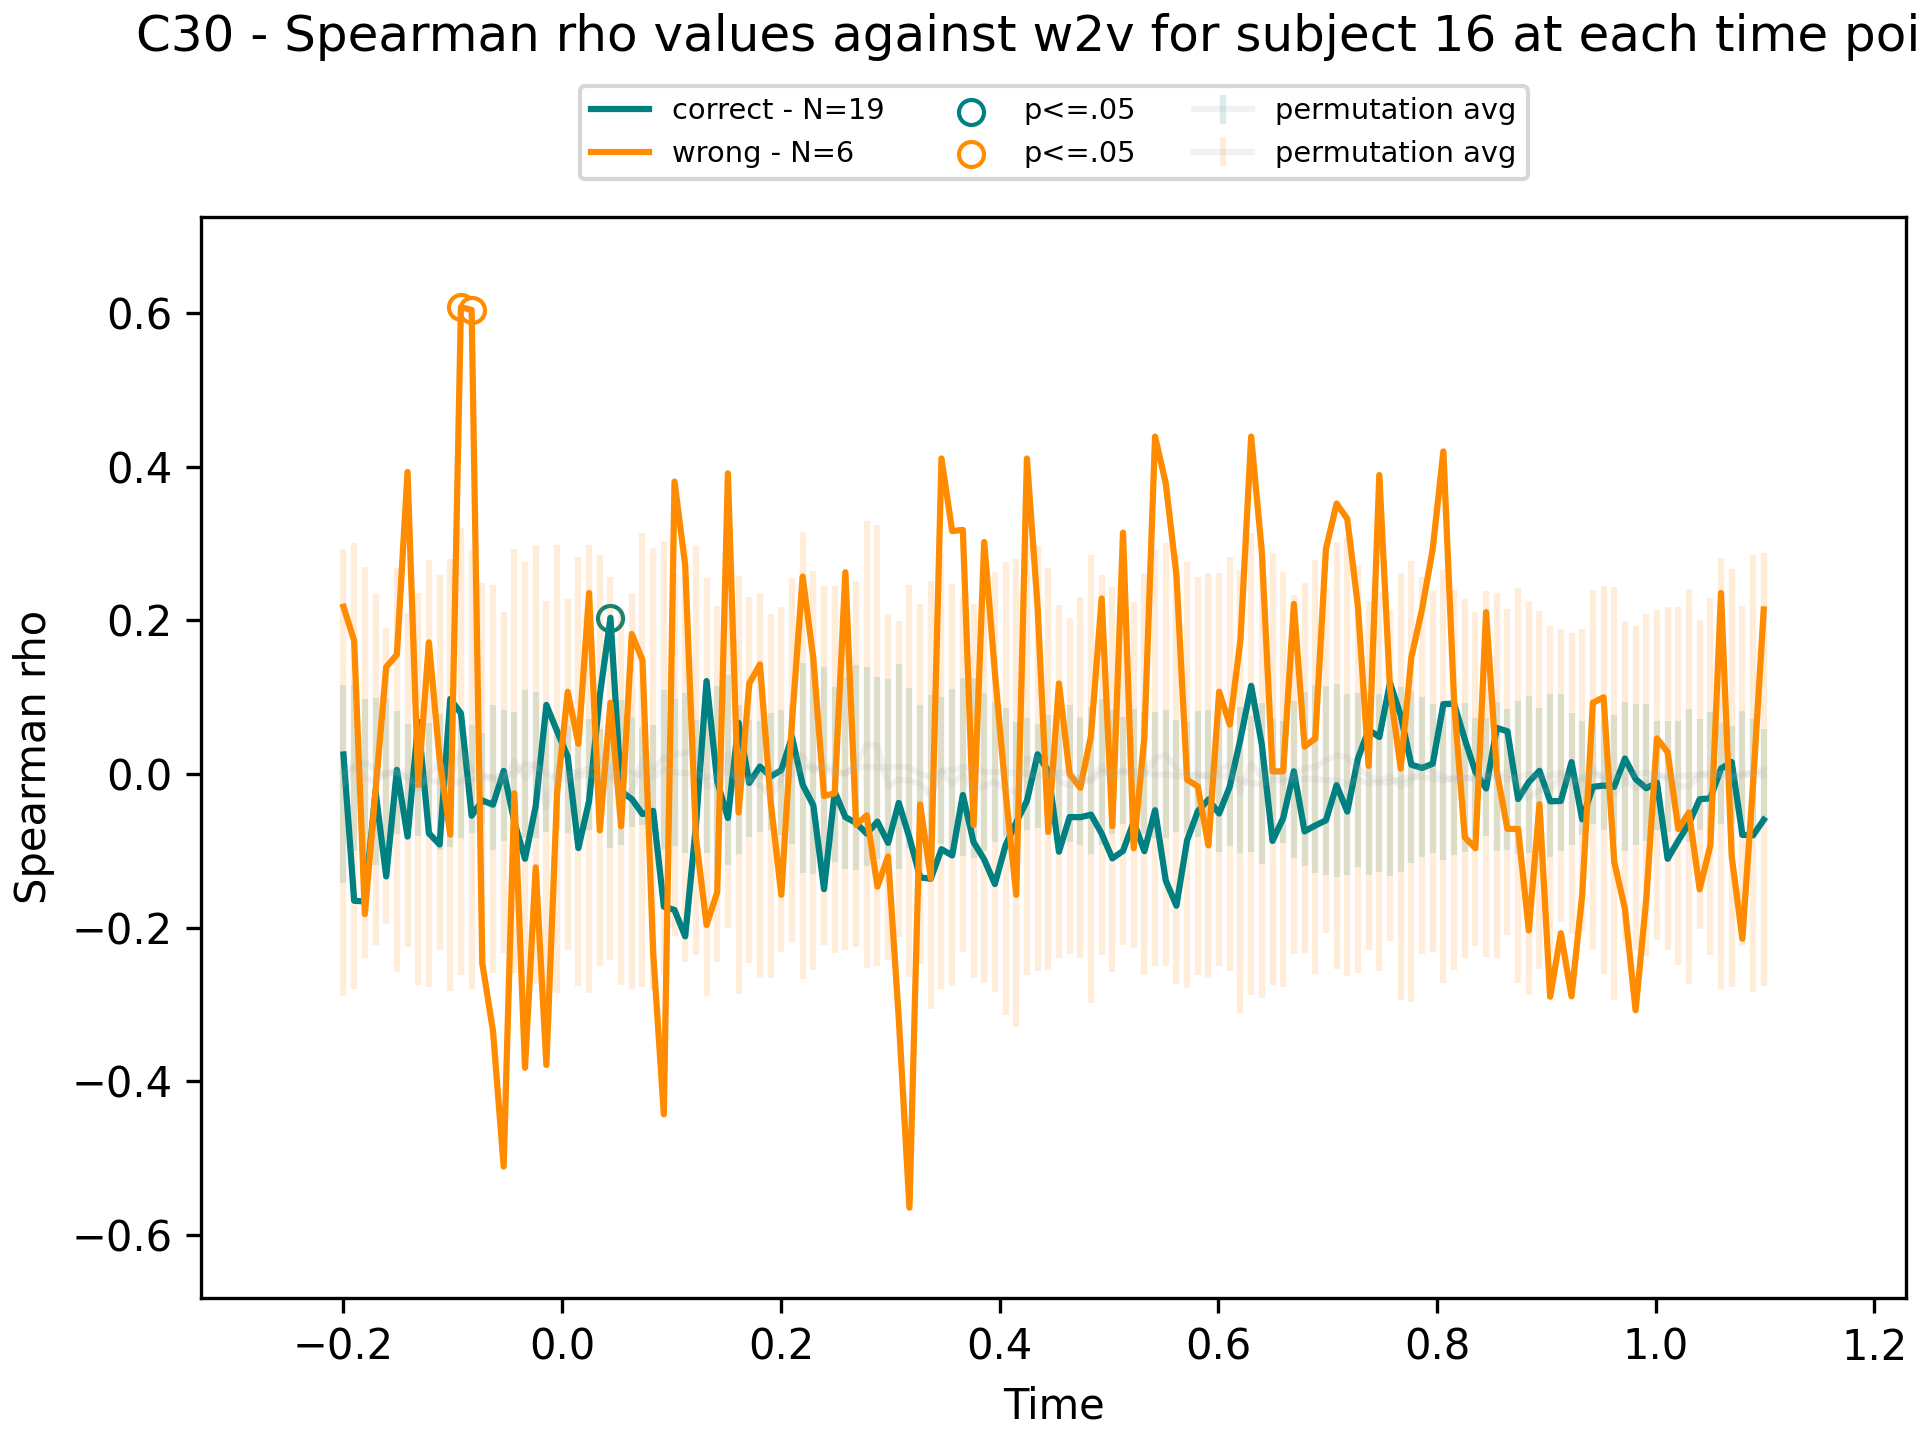 C30 - Spearman rho values against w2v for subject 16 at each time poi
correct - N=19
wrong - N=6
p<=.05
p<=.05
permutation avg
permutation avg
Spearman rho
0.6
0.4
0.2
0.0
−0.2
−0.4
−0.6
−0.2 0.0 0.2 0.4 0.6 0.8 1.0 1.2
Time